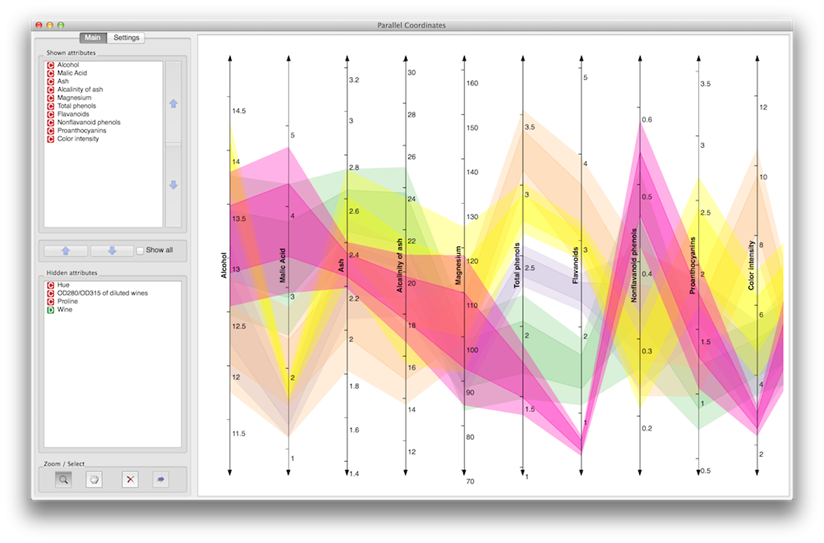 Parallel Coordinates
Main Settings
Shown attributes
Alcohol
Malic Acid
Ash
Alcalinity of ash
Magnesium
Total phenols
Flavanoids
Nonflavanoid phenols
Proanthocyanins
Color intensity
Show all
Hidden attributes
Hue
OD280/OD315 of diluted wines
Proline
Wine
Zoom / Select
Alcohol
14.5
14
13.5
13
12.5
12
11.5
Malic Acid
5
4
3
2
1
Ash
3.2
3
2.8
2.6
2.4
2.2
2
1.8
1.6
1.4
Alcalinity of ash
30
28
26
24
22
20
18
16
14
12
Magnesium
160
150
140
130
120
110
100
90
80
70
Total phenols
3.5
3
2.5
2
1.5
1
Flavanoids
5
4
3
2
1
Nonflavanoid phenols
0.6
0.5
0.4
0.3
0.2
Proanthocyanins
3.5
3
2.5
2
1.5
1
0.5
Color intensity
12
10
8
6
4
2